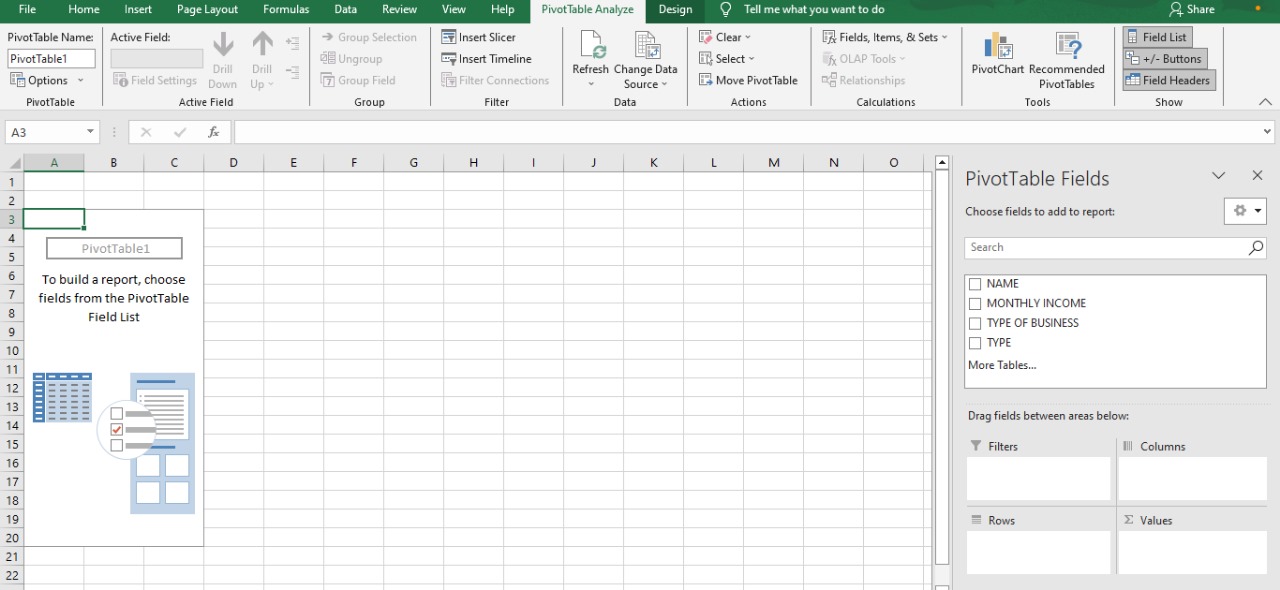 File Home Insert Page Layout Formulas Data Review View Help PivotTable Analyze Design Tell me what you want to do Share
PivotTable Name: Active Field: Group Selection Insert Slicer Clear Fields, Items, & Sets Field List
PivotTable1 Drill Drill Ungroup Insert Timeline Refresh Change Data Select OLAP Tools PivotChart Recommended +/- Buttons
Options Field Settings Down Up Group Field Filter Connections Source Move PivotTable Relationships PivotTables Field Headers
PivotTable Active Field Group Filter Data Actions Calculations Tools Show
A3 fx
A B C D E F G H I J K L M N O
1
2
3
4
5
6
7
8
9
10
11
12
13
14
15
16
17
18
19
20
21
22
PivotTable1
To build a report, choose
fields from the PivotTable
Field List
PivotTable Fields
Choose fields to add to report:
Search
NAME
MONTHLY INCOME
TYPE OF BUSINESS
TYPE
More Tables...
Drag fields between areas below:
Filters Columns
Rows Σ Values